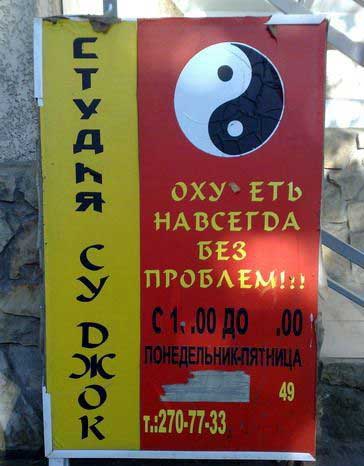 СТУДИЯ СУ ДЖОК
ОХУ ЕТЬ
НАВСЕГДА
БЕЗ
ПРОБЛЕМ!!!
С 1 .00 ДО .00
ПОНЕДЕЛЬНИК-ПЯТНИЦА
49
т.:270-77-33